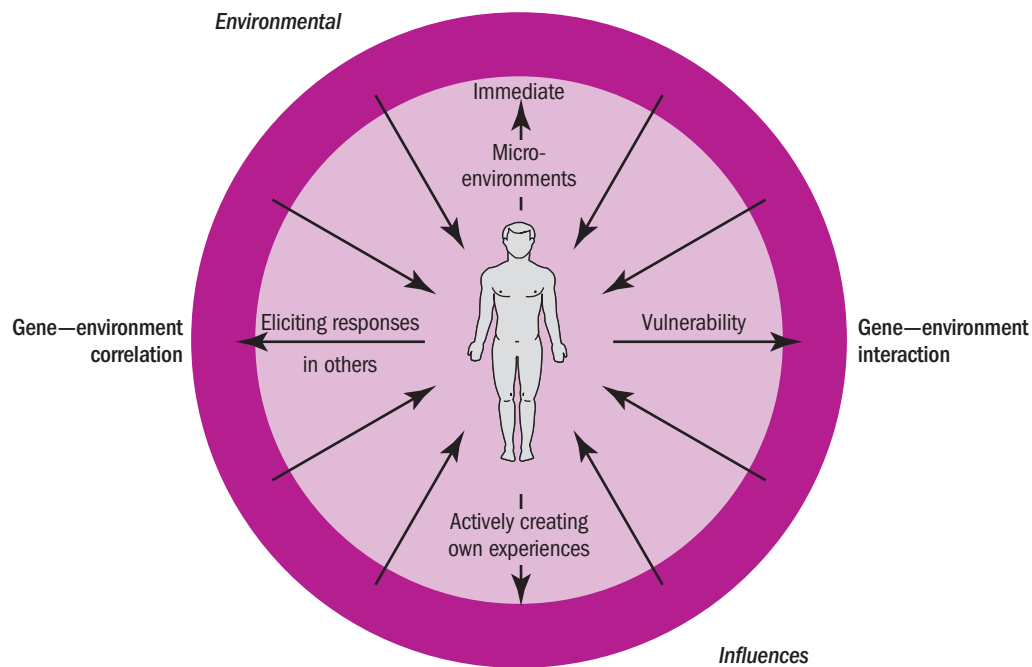 Environmental
Immediate
Micro-
environments
Gene—environment
correlation
Eliciting responses
in others
Vulnerability
Gene—environment
interaction
Actively creating
own experiences
Influences